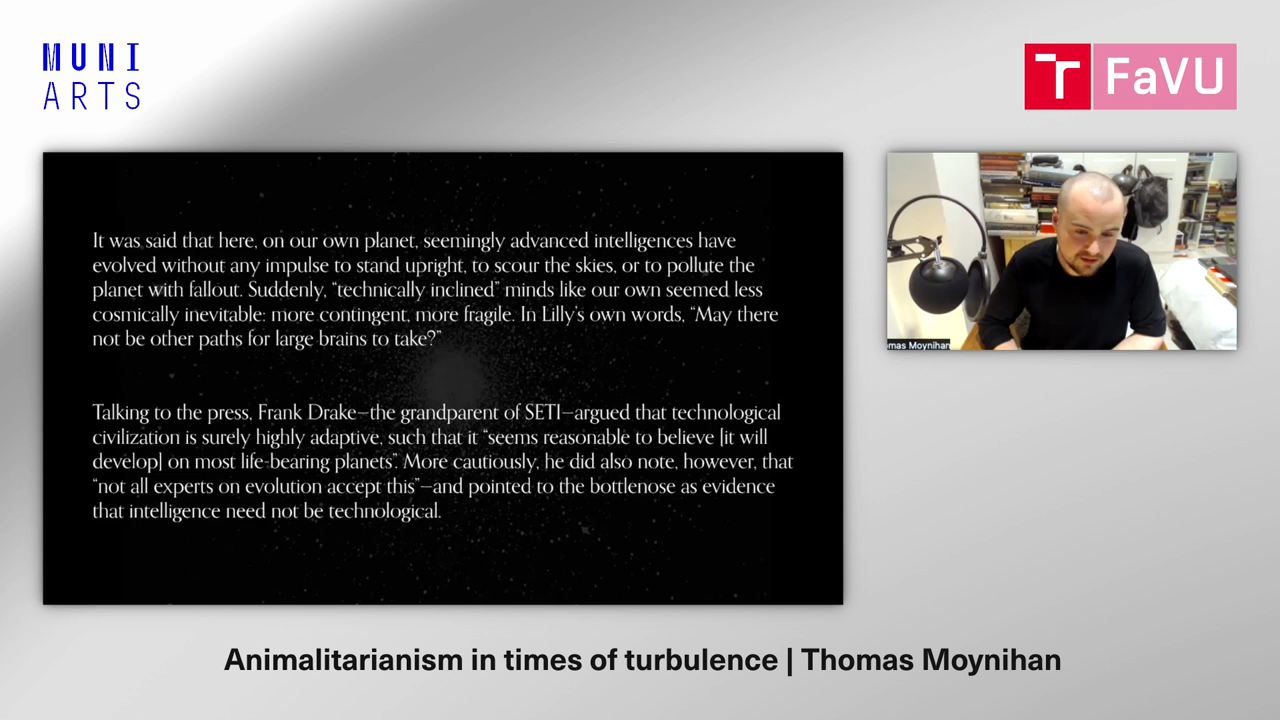 MUNI
ARTS
FaVU
It was said that here, on our own planet, seemingly advanced intelligences have
evolved without any impulse to stand upright, to scour the skies, or to pollute the
planet with fallout. Suddenly, “technically inclined” minds like our own seemed less
cosmically inevitable: more contingent, more fragile. In Lilly’s own words, “May there
not be other paths for large brains to take?”
Talking to the press, Frank Drake—the grandparent of SETI—argued that technological
civilization is surely highly adaptive, such that it “seems reasonable to believe [it will
develop] on most life-bearing planets”. More cautiously, he did also note, however, that
“not all experts on evolution accept this”—and pointed to the bottlenose as evidence
that intelligence need not be technological.
omas Moynihan
Animalitarianism in times of turbulence | Thomas Moynihan